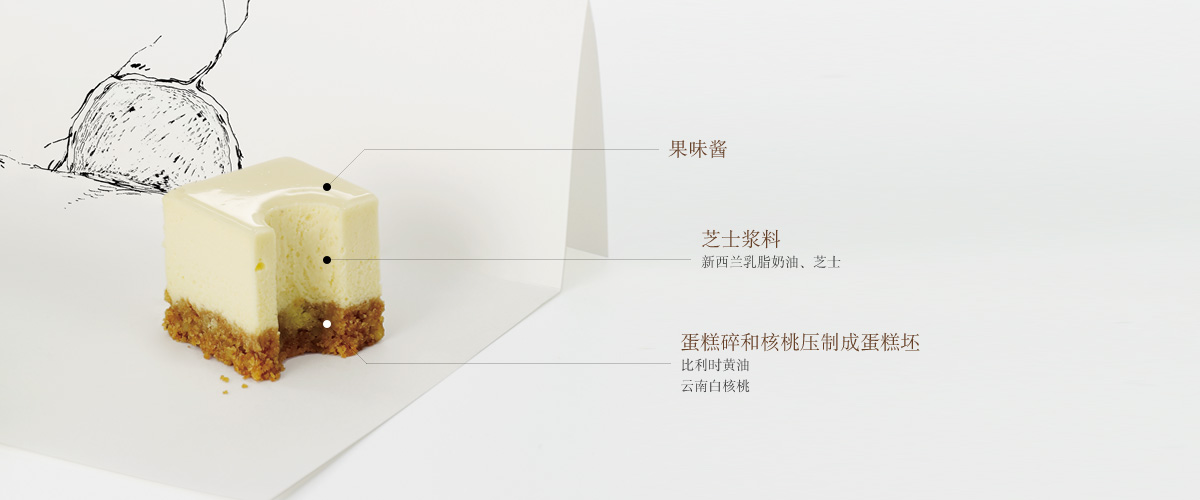 果味酱
芝士浆料
新西兰乳脂奶油、芝士
蛋糕碎和核桃压制成蛋糕坯
比利时黄油
云南白核桃